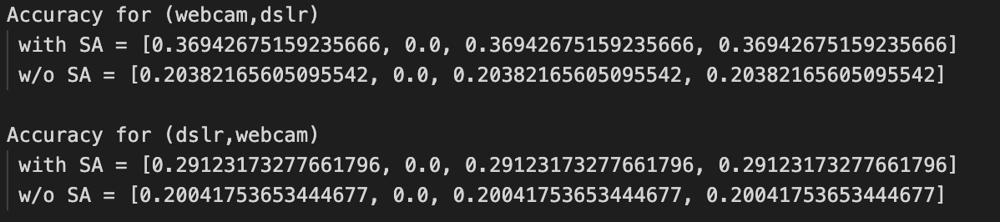 Accuracy for (webcam,dslr)
with SA = [0.36942675159235666, 0.0, 0.36942675159235666, 0.36942675159235666]
w/o SA = [0.20382165605095542, 0.0, 0.20382165605095542, 0.20382165605095542]
Accuracy for (dslr,webcam)
with SA = [0.29123173277661796, 0.0, 0.29123173277661796, 0.29123173277661796]
w/o SA = [0.20041753653444677, 0.0, 0.20041753653444677, 0.20041753653444677]